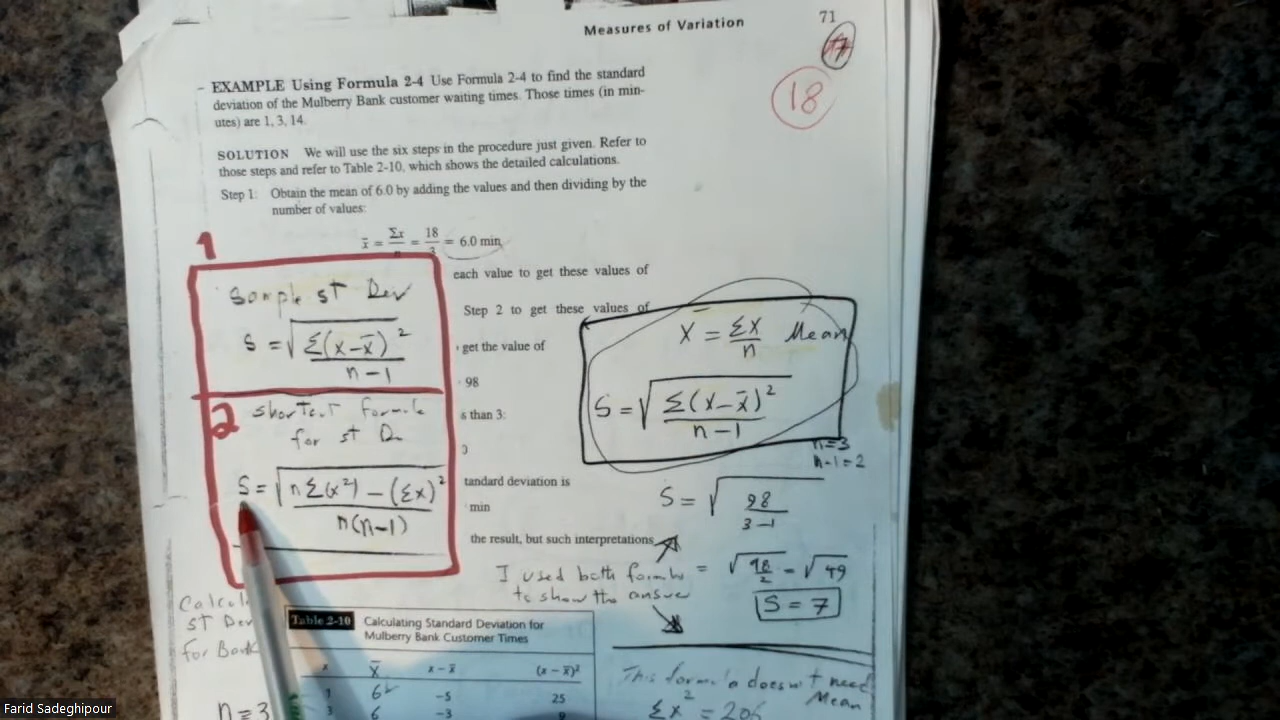 Measures of Variation
71
18
EXAMPLE Using Formula 2-4 Use Formula 2-4 to find the standard
deviation of the Mulberry Bank customer waiting times. Those times (in min-
utes) are 1, 3, 14.
SOLUTION We will use the six steps in the procedure just given. Refer to
those steps and refer to Table 2-10, which shows the detailed calculations.
Step 1: Obtain the mean of 6.0 by adding the values and then dividing by the
number of values:
x̄ = Σx/n = 18/3 = 6.0 min
1
Sample st Dev
S = √(Σ(x-x̄)²/(n-1))
2
shortcut formula
for st D
S = √((nΣ(x²) - (Σx)²)/(n(n-1)))
each value to get these values of
Step 2 to get these values of
get the value of
98
s than 3:
tandard deviation is
min
the result, but such interpretations
x̄ = Σx/n Mean
S = √(Σ(x-x̄)²/(n-1))
n=3
n-1=2
S = √(98/(3-1))
= √(98/2) = √49
S = 7
I used both formulas
to show the answer
Calcul
st Dev
for Bank
n=3
Table 2-10 Calculating Standard Deviation for
Mulberry Bank Customer Times
x x̄ x-x̄ (x-x̄)²
1 6 -5 25
3 6 -3 9
This formula doesn't need
Mean
Σx² = 206
Farid Sadeghipour